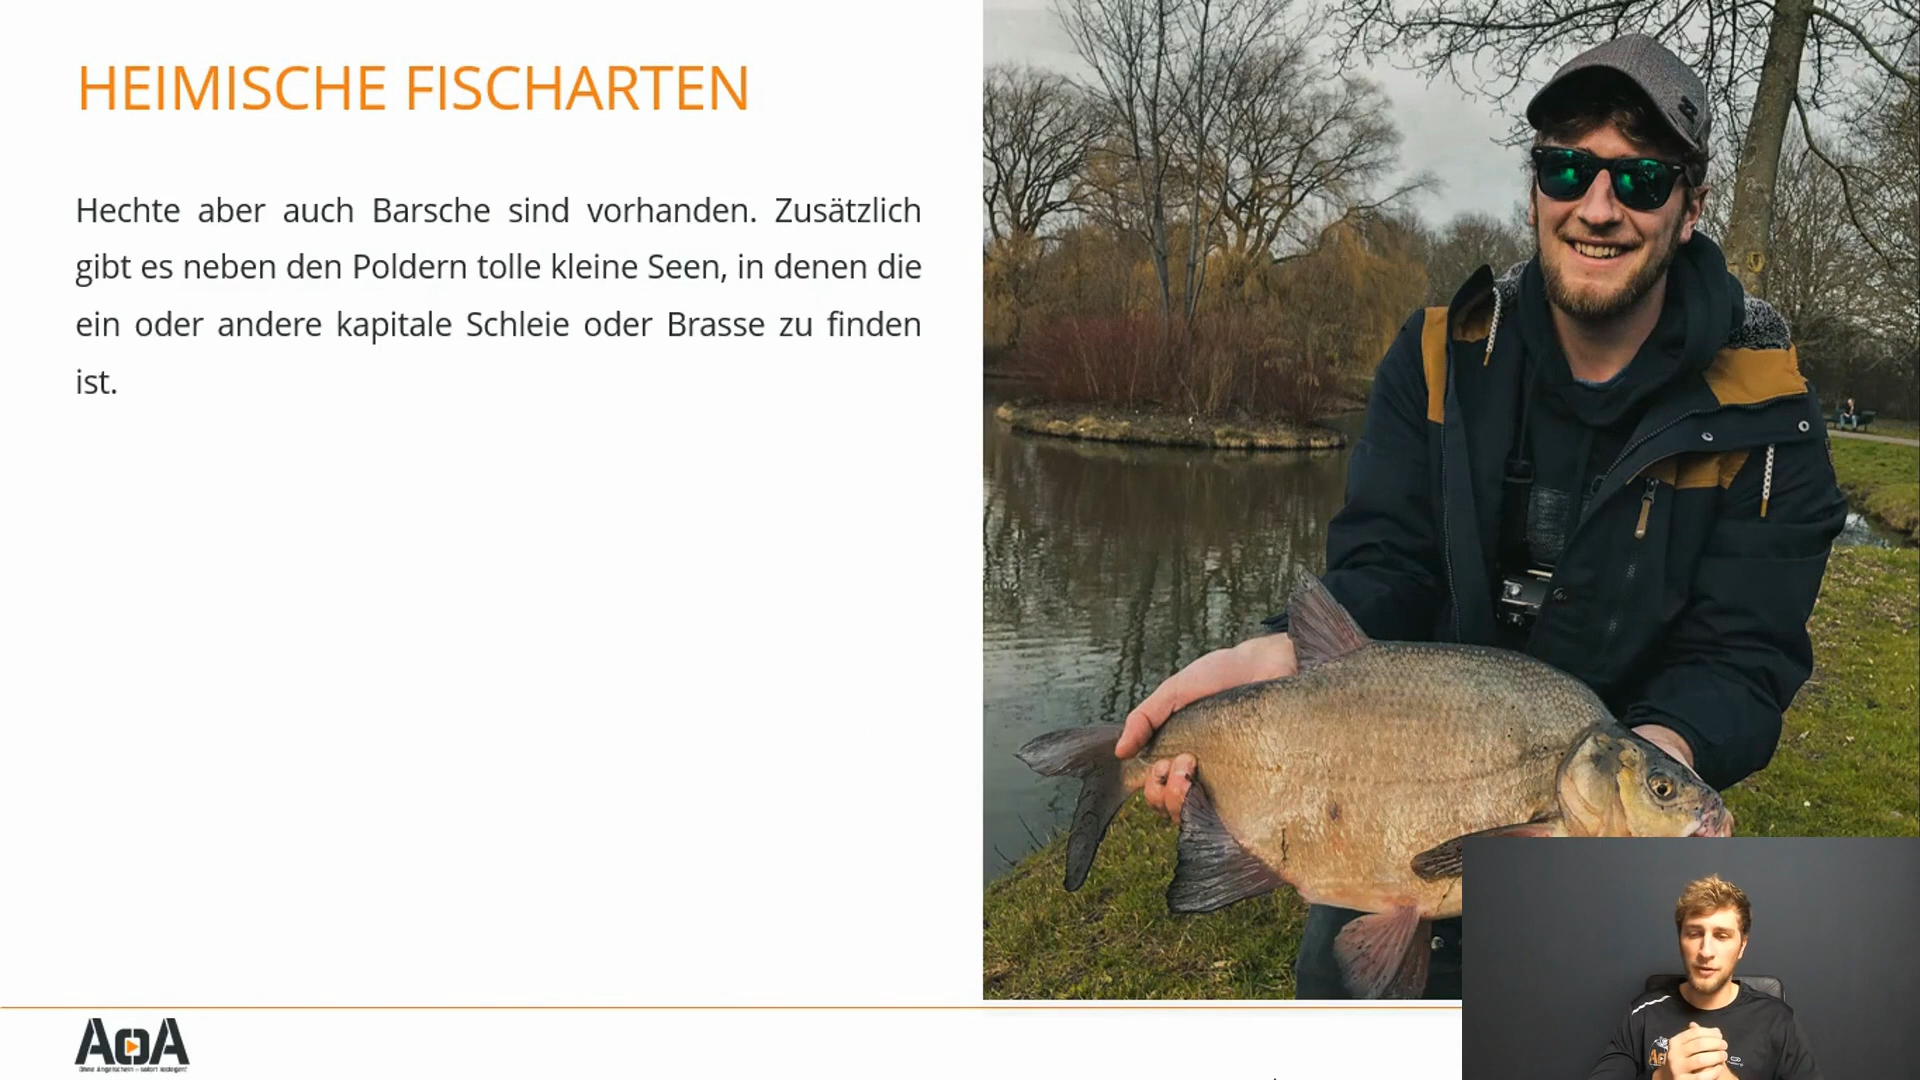 HEIMISCHE FISCHARTEN
Hechte aber auch Barsche sind vorhanden. Zusätzlich
gibt es neben den Poldern tolle kleine Seen, in denen die
ein oder andere kapitale Schleie oder Brasse zu finden
ist.
AOA